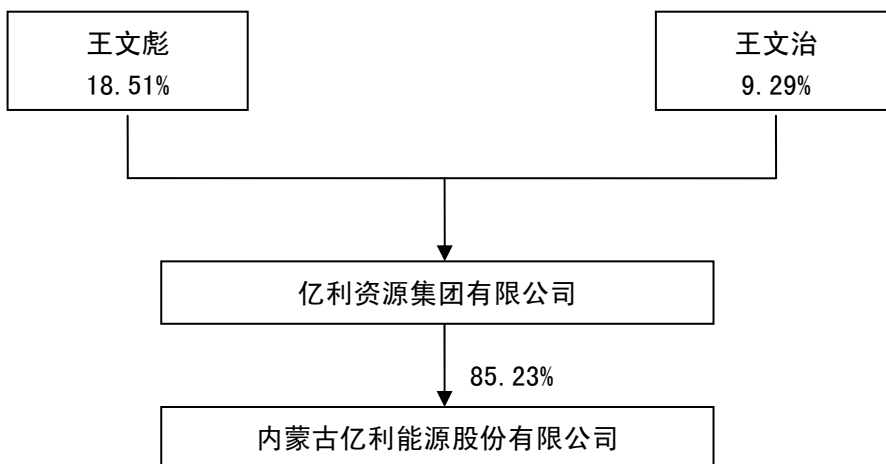 王文彪
18.51%
王文治
9.29%
亿利资源集团有限公司
85.23%
内蒙古亿利能源股份有限公司